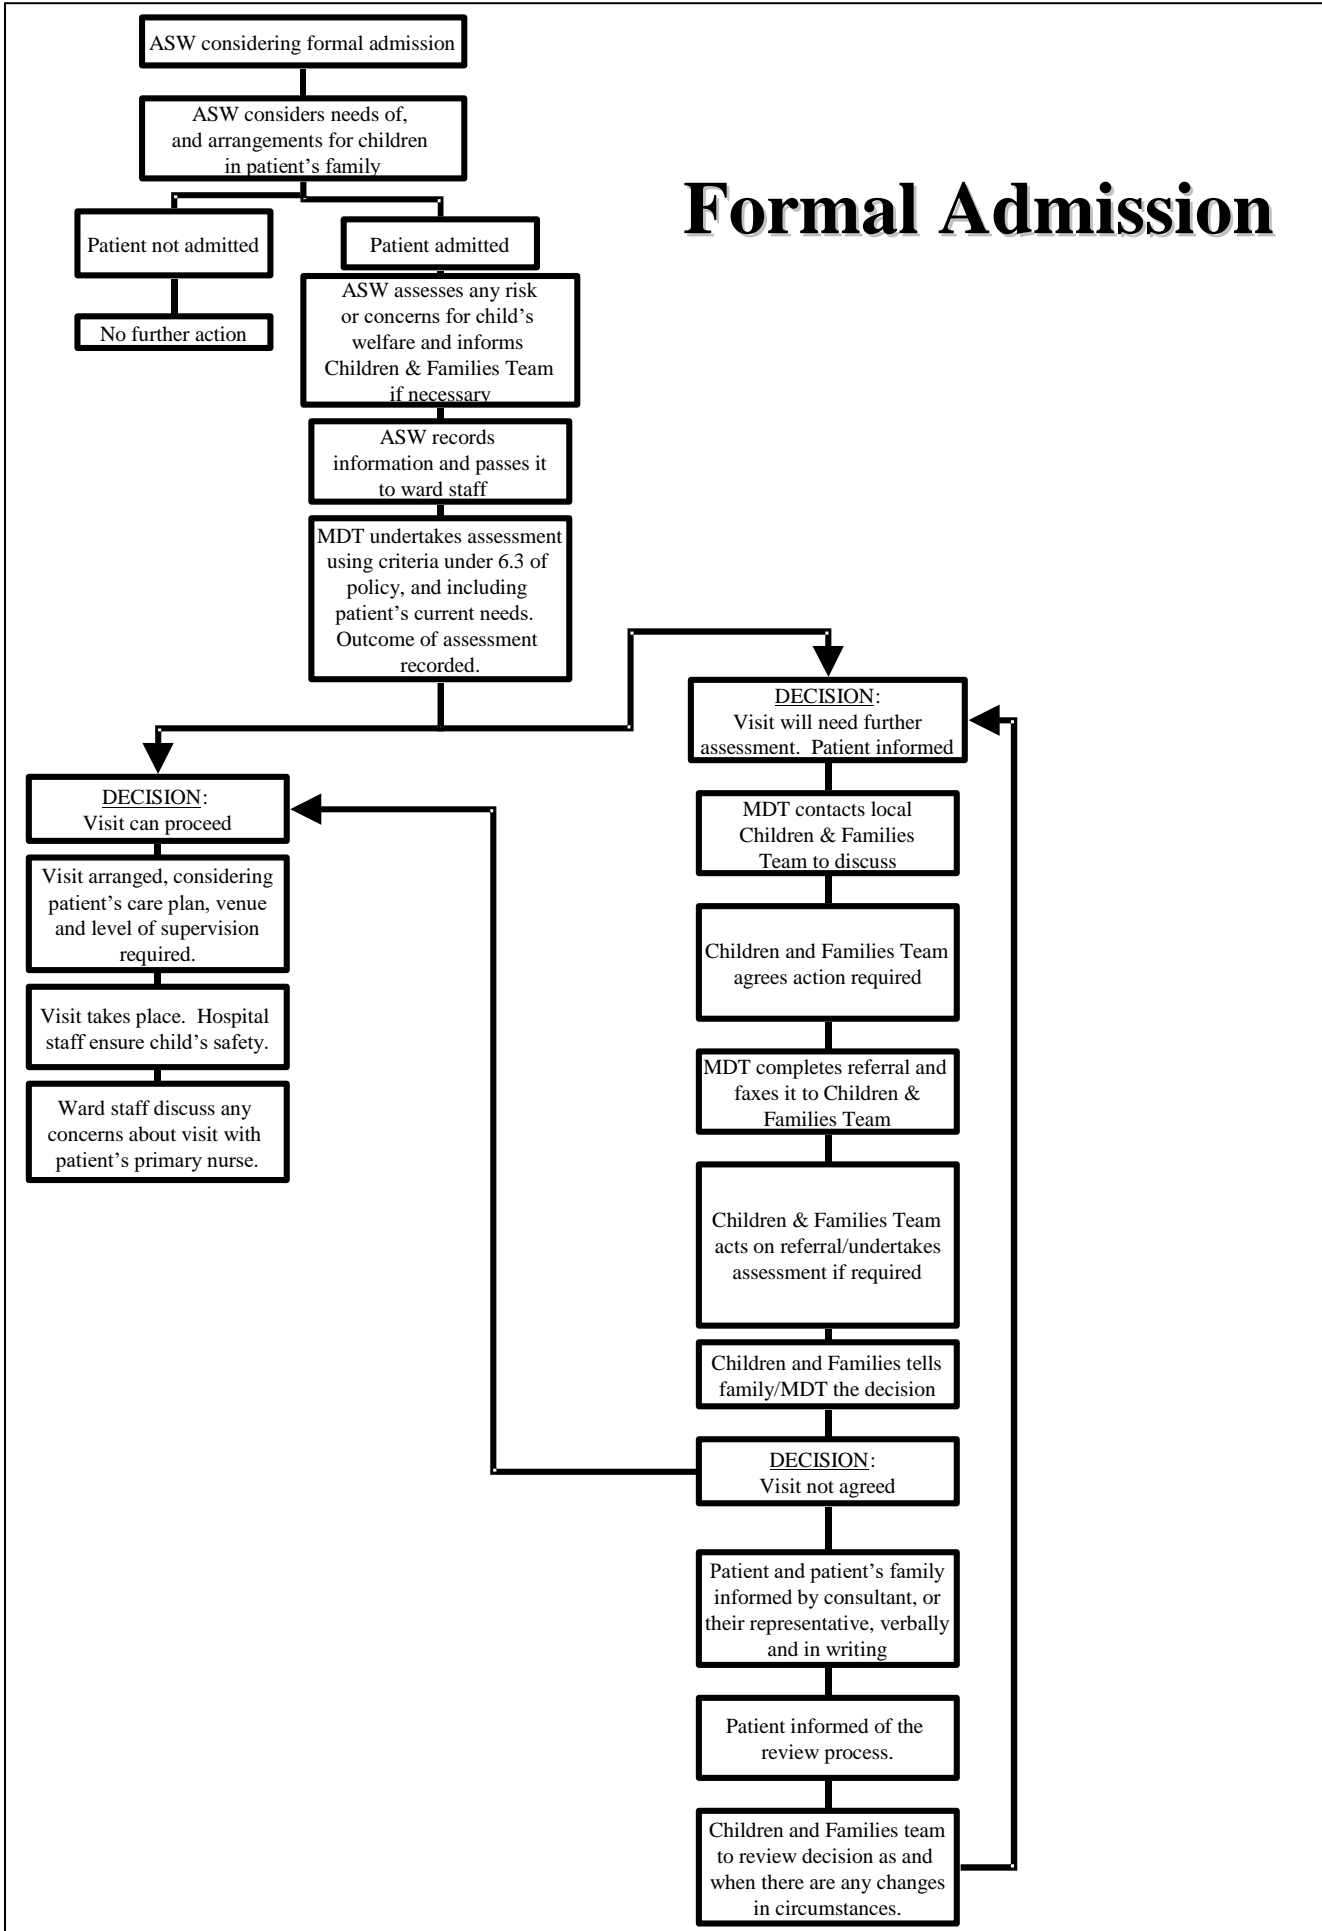 ASW considering formal admission
ASW considers needs of,
and arrangements for children
in patient's family
Formal Admission
Patient not admitted
Patient admitted
No further action
ASW assesses any risk
or concerns for child's
welfare and informs
Children & Families Team
if necessary
ASW records
information and passes it
to ward staff
MDT undertakes assessment
using criteria under 6.3 of
policy, and including
patient's current needs.
Outcome of assessment
recorded.
DECISION:
Visit can proceed
Visit arranged, considering
patient's care plan, venue
and level of supervision
required.
Visit takes place. Hospital
staff ensure child's safety.
Ward staff discuss any
concerns about visit with
patient's primary nurse.
DECISION:
Visit will need further
assessment. Patient informed
MDT contacts local
Children & Families
Team to discuss
Children and Families Team
agrees action required
MDT completes referral and
faxes it to Children &
Families Team
Children & Families Team
acts on referral/undertakes
assessment if required
Children and Families tells
family/MDT the decision
DECISION:
Visit not agreed
Patient and patient's family
informed by consultant, or
their representative, verbally
and in writing
Patient informed of the
review process.
Children and Families team
to review decision as and
when there are any changes
in circumstances.